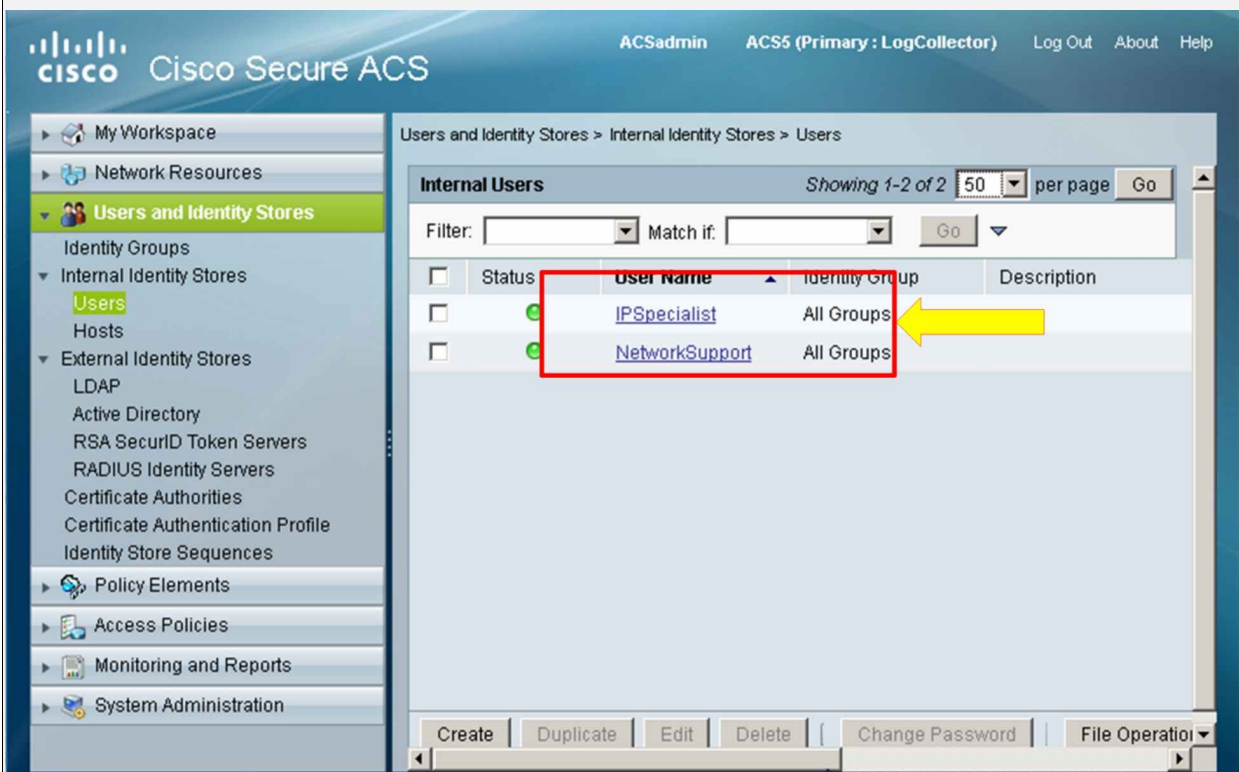 ACSadmin ACS5 (Primary : LogCollector) Log Out About Help
CISCO Cisco Secure ACS
My Workspace
Network Resources
Users and Identity Stores
Identity Groups
Internal Identity Stores
Users
Hosts
External Identity Stores
LDAP
Active Directory
RSA SecurID Token Servers
RADIUS Identity Servers
Certificate Authorities
Certificate Authentication Profile
Identity Store Sequences
Policy Elements
Access Policies
Monitoring and Reports
System Administration
Users and Identity Stores > Internal Identity Stores > Users
Internal Users Showing 1-2 of 2 50 per page Go
Filter: Match if: Go
Status User Name Identity Group Description
IPSpecialist All Groups
NetworkSupport All Groups
Create Duplicate Edit Delete | Change Password | File Operatio